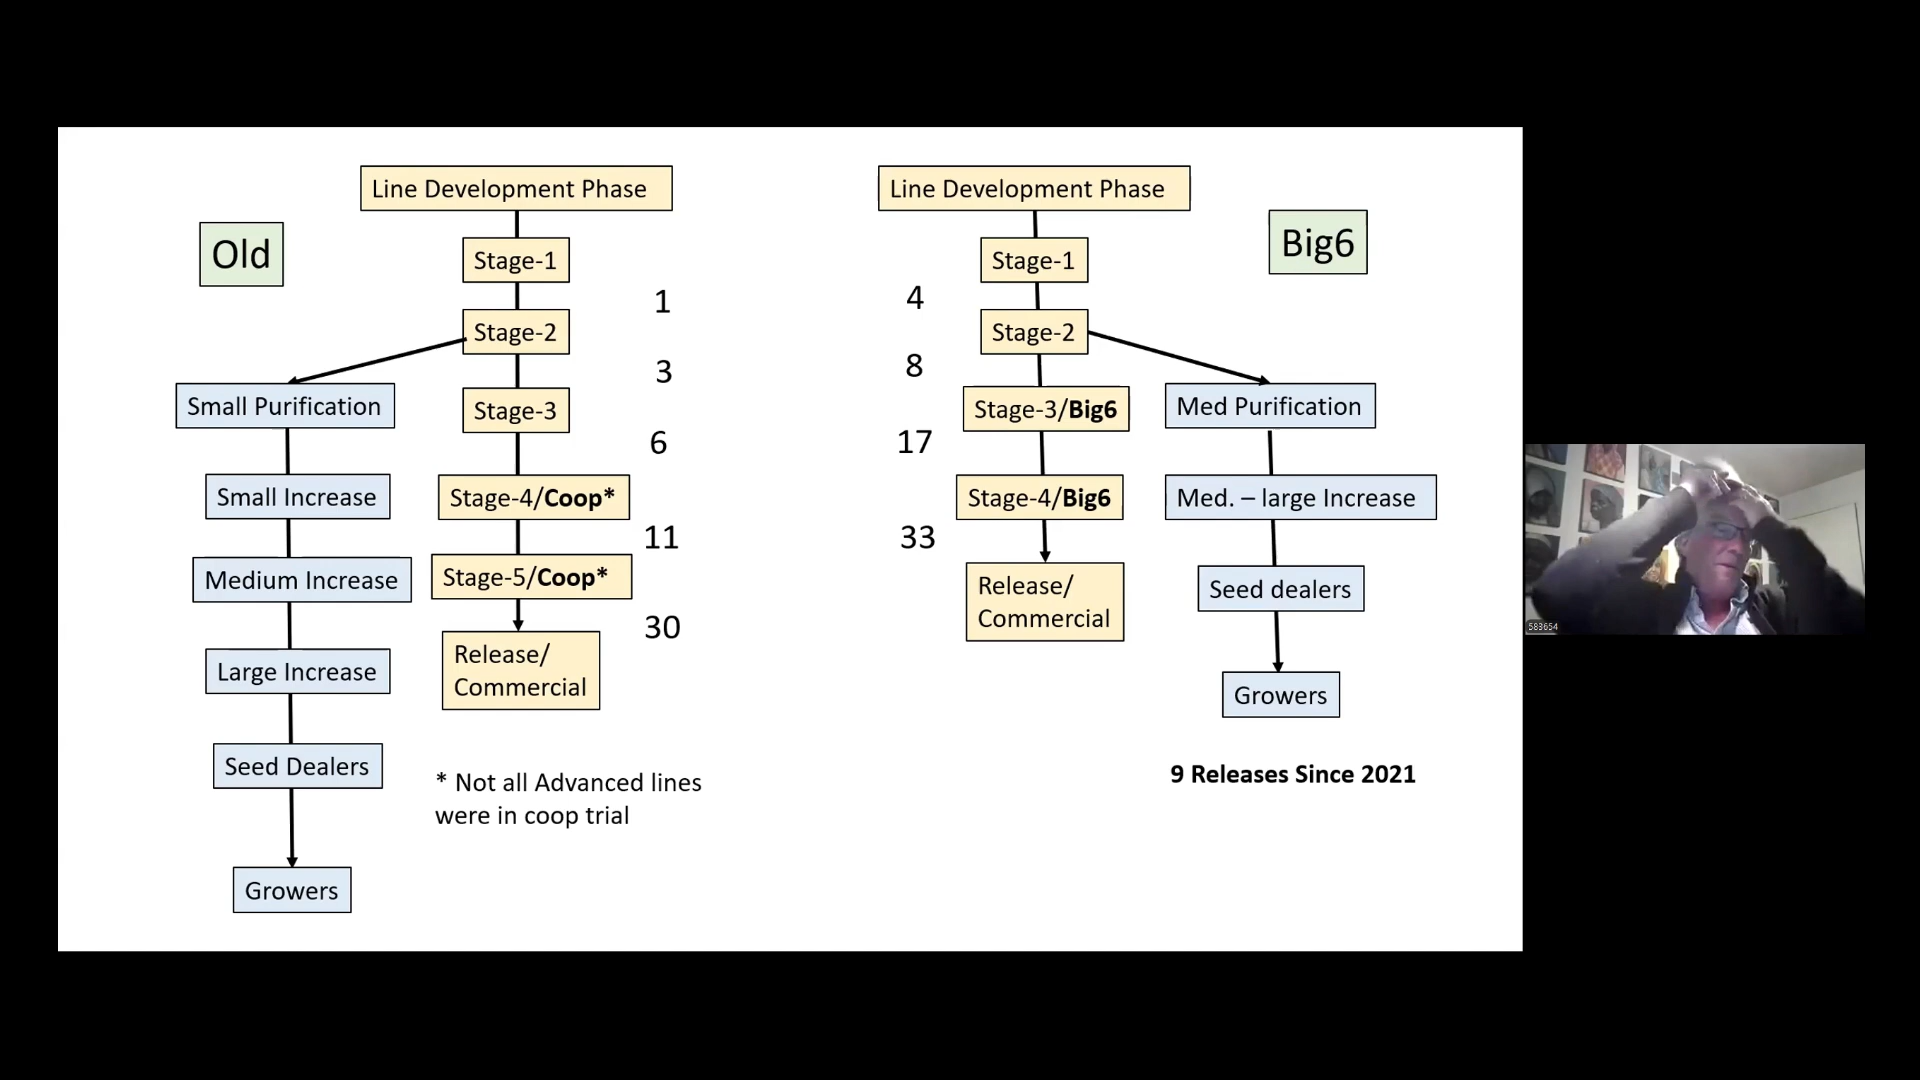 Line Development Phase
Old
Stage-1
1
Stage-2
3
Small Purification
Stage-3
6
Small Increase
Stage-4/Coop*
11
Medium Increase
Stage-5/Coop*
30
Large Increase
Release/
Commercial
Seed Dealers
* Not all Advanced lines
were in coop trial
Growers
Line Development Phase
Big6
Stage-1
4
Stage-2
8
Stage-3/Big6
Med Purification
17
Stage-4/Big6
Med. – large Increase
33
Release/
Commercial
Seed dealers
Growers
9 Releases Since 2021
583654